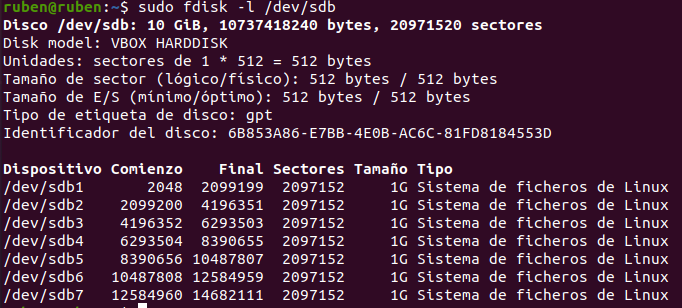 ruben@ruben:~$ sudo fdisk -l /dev/sdb
Disco /dev/sdb: 10 GiB, 10737418240 bytes, 20971520 sectores
Disk model: VBOX HARDDISK
Unidades: sectores de 1 * 512 = 512 bytes
Tamaño de sector (lógico/físico): 512 bytes / 512 bytes
Tamaño de E/S (mínimo/óptimo): 512 bytes / 512 bytes
Tipo de etiqueta de disco: gpt
Identificador del disco: 6B853A86-E7BB-4E0B-AC6C-81FD8184553D
Dispositivo Comienzo Final Sectores Tamaño Tipo
/dev/sdb1 2048 2099199 2097152 1G Sistema de ficheros de Linux
/dev/sdb2 2099200 4196351 2097152 1G Sistema de ficheros de Linux
/dev/sdb3 4196352 6293503 2097152 1G Sistema de ficheros de Linux
/dev/sdb4 6293504 8390655 2097152 1G Sistema de ficheros de Linux
/dev/sdb5 8390656 10487807 2097152 1G Sistema de ficheros de Linux
/dev/sdb6 10487808 12584959 2097152 1G Sistema de ficheros de Linux
/dev/sdb7 12584960 14682111 2097152 1G Sistema de ficheros de Linux